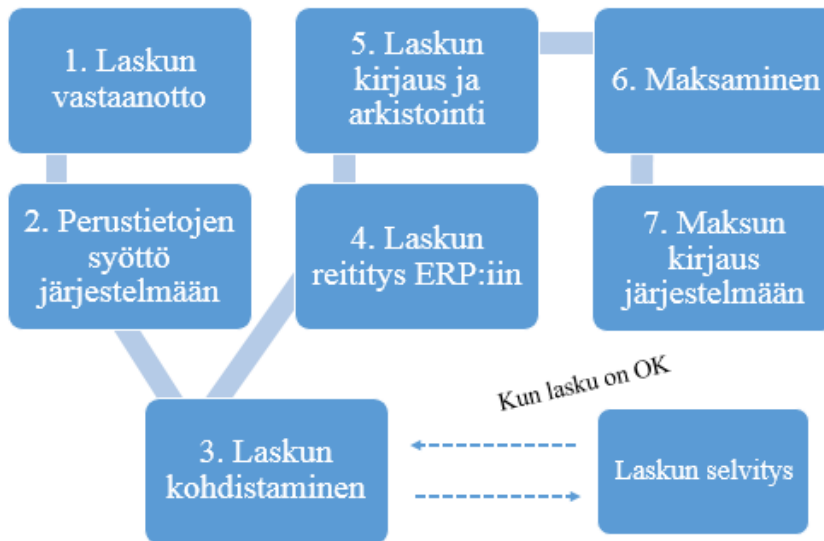 1. Laskun
vastaanotto
2. Perustietojen
syöttö
järjestelmään
3. Laskun
kohdistaminen
4. Laskun
reititys ERP:iin
5. Laskun
kirjaus ja
arkistointi
6. Maksaminen
7. Maksun
kirjaus
järjestelmään
Kun lasku on OK
Laskun selvitys